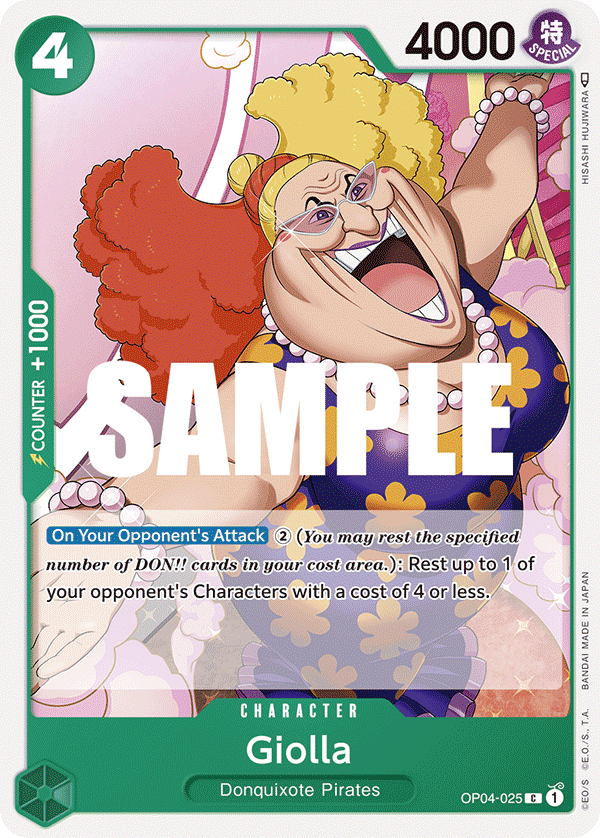 4
4000
特
SPECIAL
HISASHI HUJIWARA
COUNTER +1000
SAMPLE
On Your Opponent's Attack ② (You may rest the specified
number of DON!! cards in your cost area.): Rest up to 1 of
your opponent's Characters with a cost of 4 or less.
CHARACTER
Giolla
Donquixote Pirates
OP04-025 C 1
©E.O/S ©E.O./S., T.A. BANDAI MADE IN JAPAN